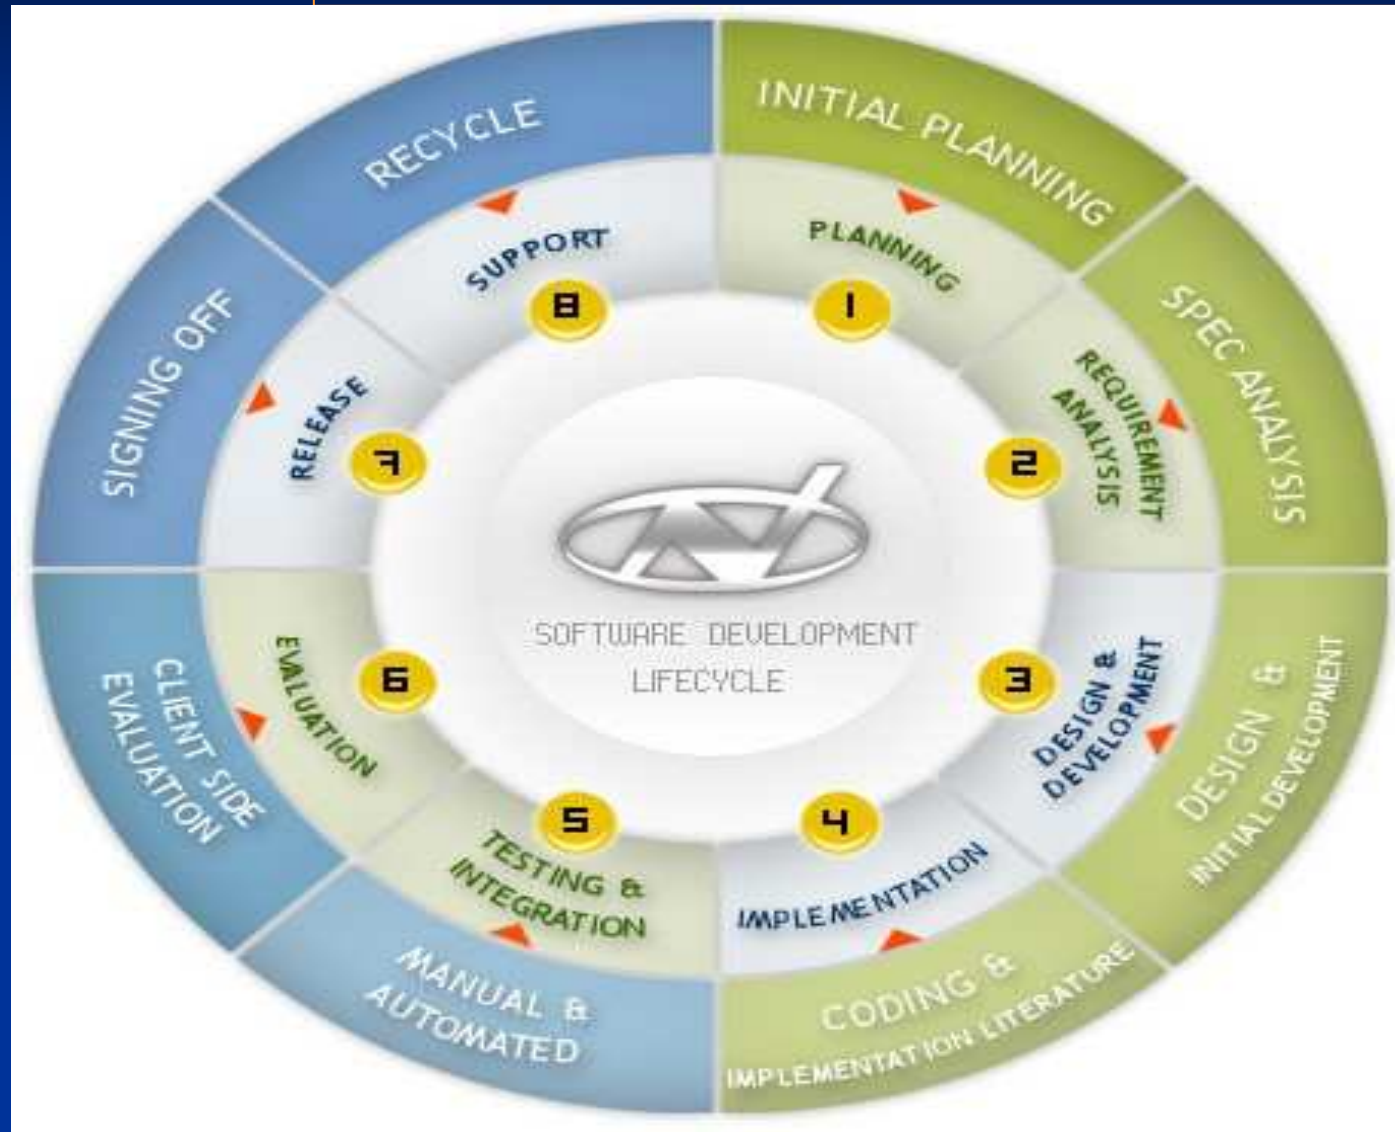 INITIAL PLANNING
PLANNING
1
SPEC ANALYSIS
REQUIREMENT
ANALYSIS
2
DESIGN &
INITIAL DEVELOPMENT
DESIGN &
DEVELOPMENT
3
CODING &
IMPLEMENTATION LITERATURE
IMPLEMENTATION
4
MANUAL &
AUTOMATED
TESTING &
INTEGRATION
5
CLIENT SIDE
EVALUATION
EVALUATION
6
SIGNING OFF
RELEASE
7
RECYCLE
SUPPORT
8
SOFTWARE DEVELOPMENT
LIFECYCLE